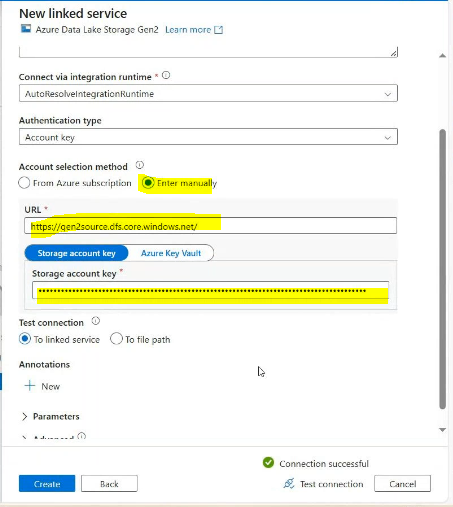 New linked service
Azure Data Lake Storage Gen2 Learn more
Connect via integration runtime *
AutoResolveIntegrationRuntime
Authentication type
Account key
Account selection method
From Azure subscription Enter manually
URL *
https://gen2source.dfs.core.windows.net/
Storage account key Azure Key Vault
Storage account key *
Test connection
To linked service To file path
Annotations
New
Parameters
Advanced
Connection successful
Create Back Test connection Cancel